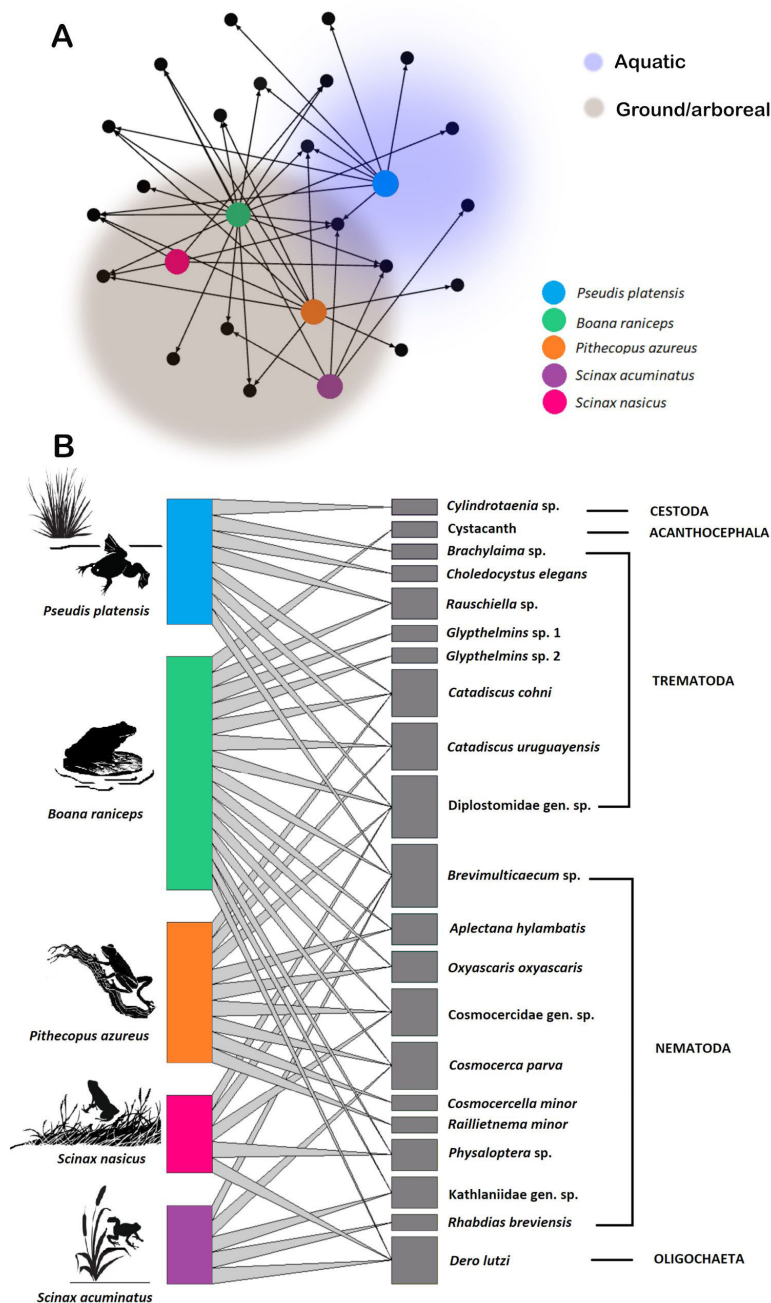 A
Aquatic
Ground/arboreal
Pseudis platensis
Boana raniceps
Pithecopus azureus
Scinax acuminatus
Scinax nasicus
B
Pseudis platensis
Boana raniceps
Pithecopus azureus
Scinax nasicus
Scinax acuminatus
Cylindrotaenia sp.
Cystacanth
Brachylaima sp.
Choledocystus elegans
Rauschiella sp.
Glypthelmins sp. 1
Glypthelmins sp. 2
Catadiscus cohni
Catadiscus uruguayensis
Diplostomidae gen. sp.
Brevimulticaecum sp.
Aplectana hylambatis
Oxyascaris oxyascaris
Cosmocercidae gen. sp.
Cosmocerca parva
Cosmocercella minor
Raillietnema minor
Physaloptera sp.
Kathlaniidae gen. sp.
Rhabdias breviensis
Dero lutzi
CESTODA
ACANTHOCEPHALA
TREMATODA
NEMATODA
OLIGOCHAETA